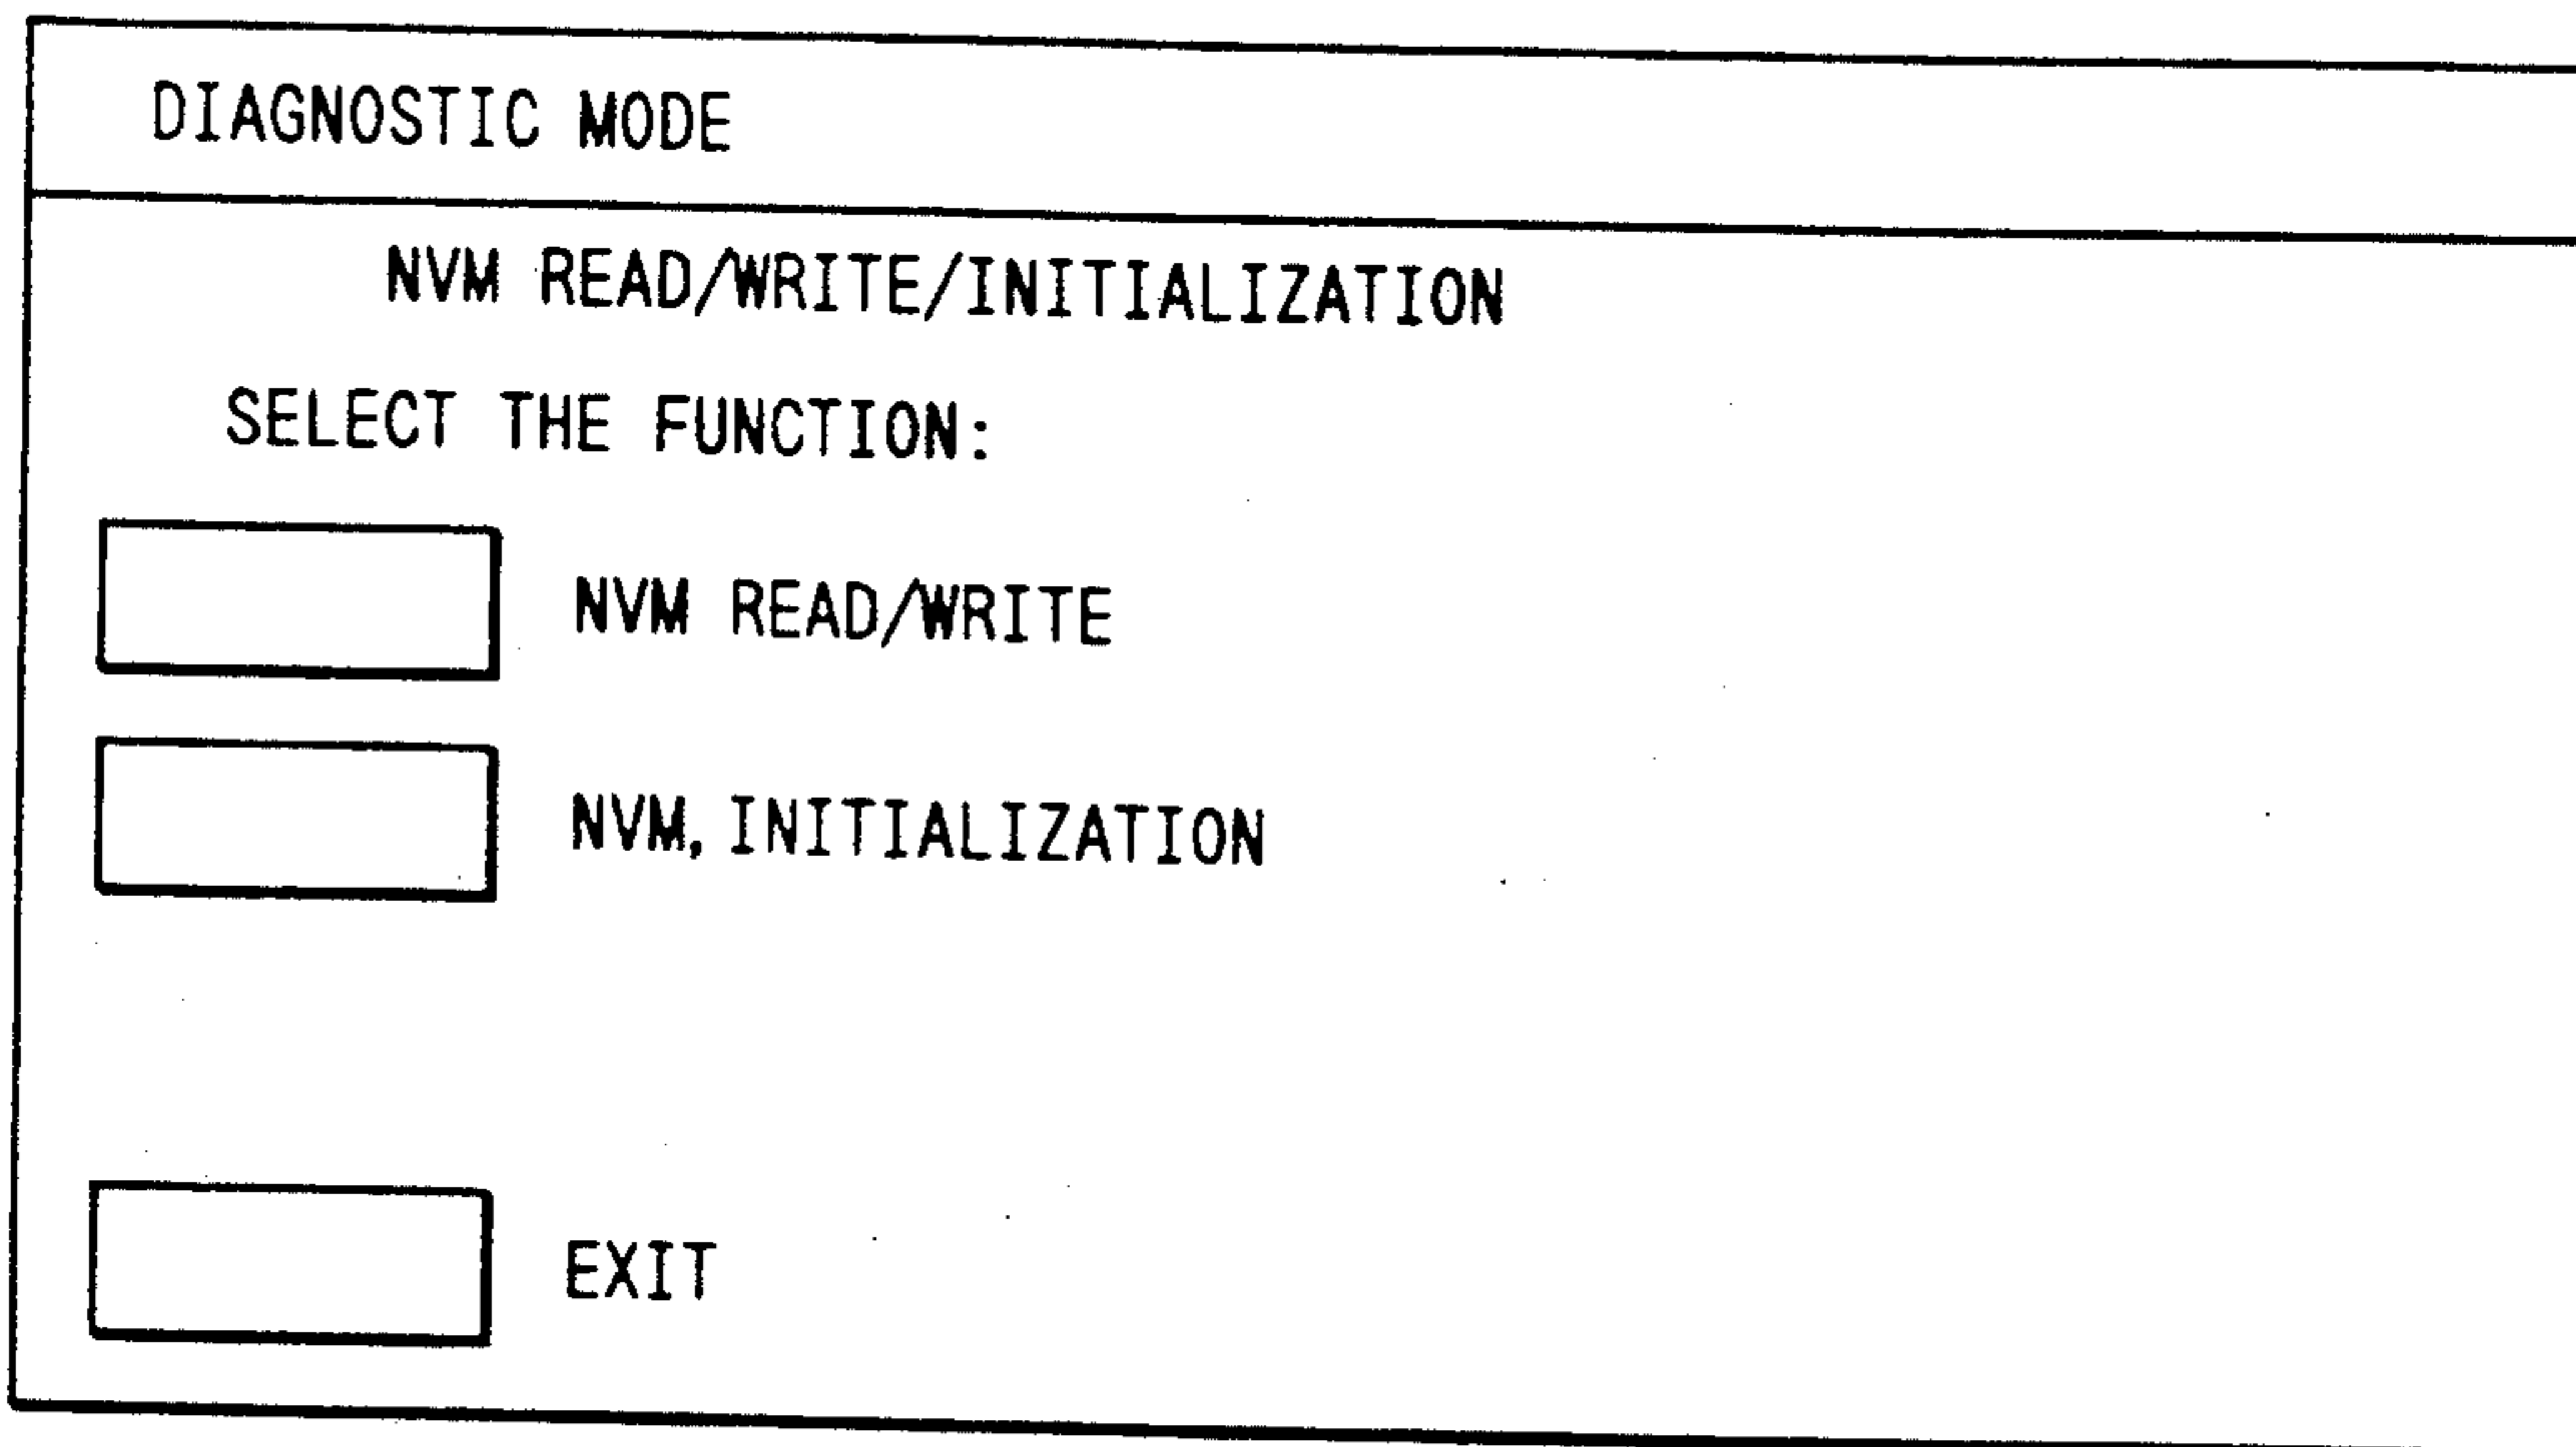 DIAGNOSTIC MODE
NVM READ/WRITE/INITIALIZATION
SELECT THE FUNCTION:
NVM READ/WRITE
NVM, INITIALIZATION
EXIT